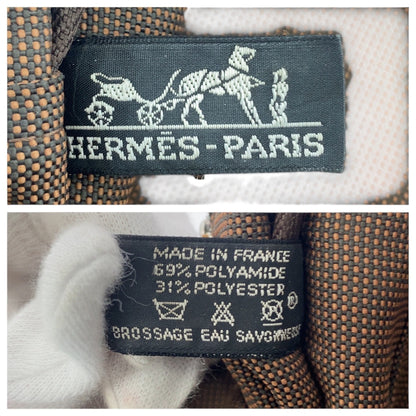 HERMÈS-PARIS
MADE IN FRANCE
69% POLYAMIDE
31% POLYESTER
®
BROSSAGE EAU SAVONNEUSE